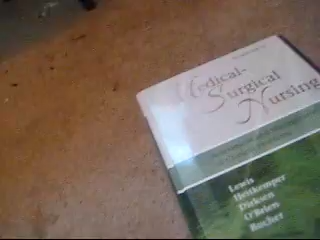 Medical-
Surgical
Nursing
Lewis
Heitkemper
Dirksen
O'Brien
Bucher